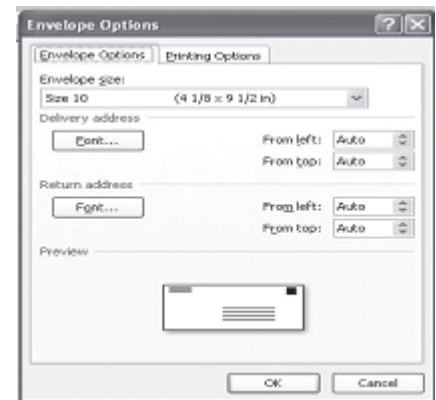 Envelope Options
Envelope Options Printing Options
Envelope size:
Size 10 (4 1/8 x 9 1/2 in)
Delivery address
Font... From left: Auto
From top: Auto
Return address
Font... From left: Auto
From top: Auto
Preview
OK Cancel